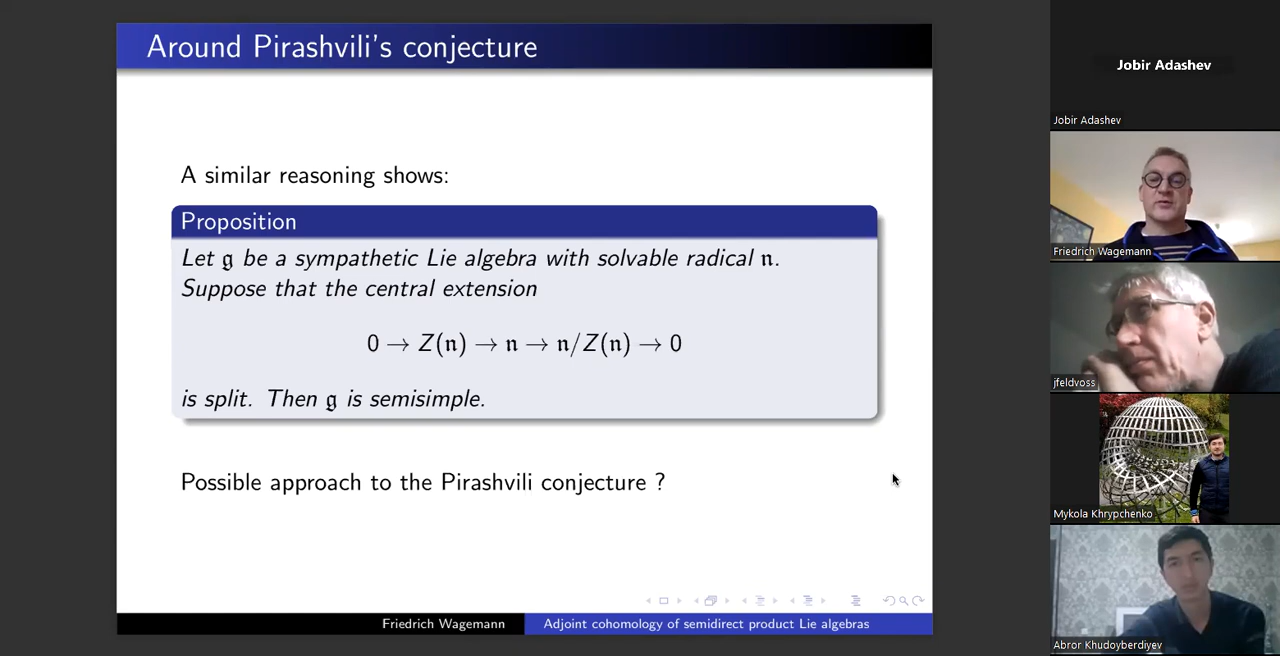 Around Pirashvili's conjecture
A similar reasoning shows:
Proposition
Let 𝔤 be a sympathetic Lie algebra with solvable radical 𝔫.
Suppose that the central extension
0 → Z(𝔫) → 𝔫 → 𝔫/Z(𝔫) → 0
is split. Then 𝔤 is semisimple.
Possible approach to the Pirashvili conjecture ?
Friedrich Wagemann
Adjoint cohomology of semidirect product Lie algebras
Jobir Adashev
Jobir Adashev
Friedrich Wagemann
jfeldvoss
Mykola Khrypchenko
Abror Khudoyberdiyev